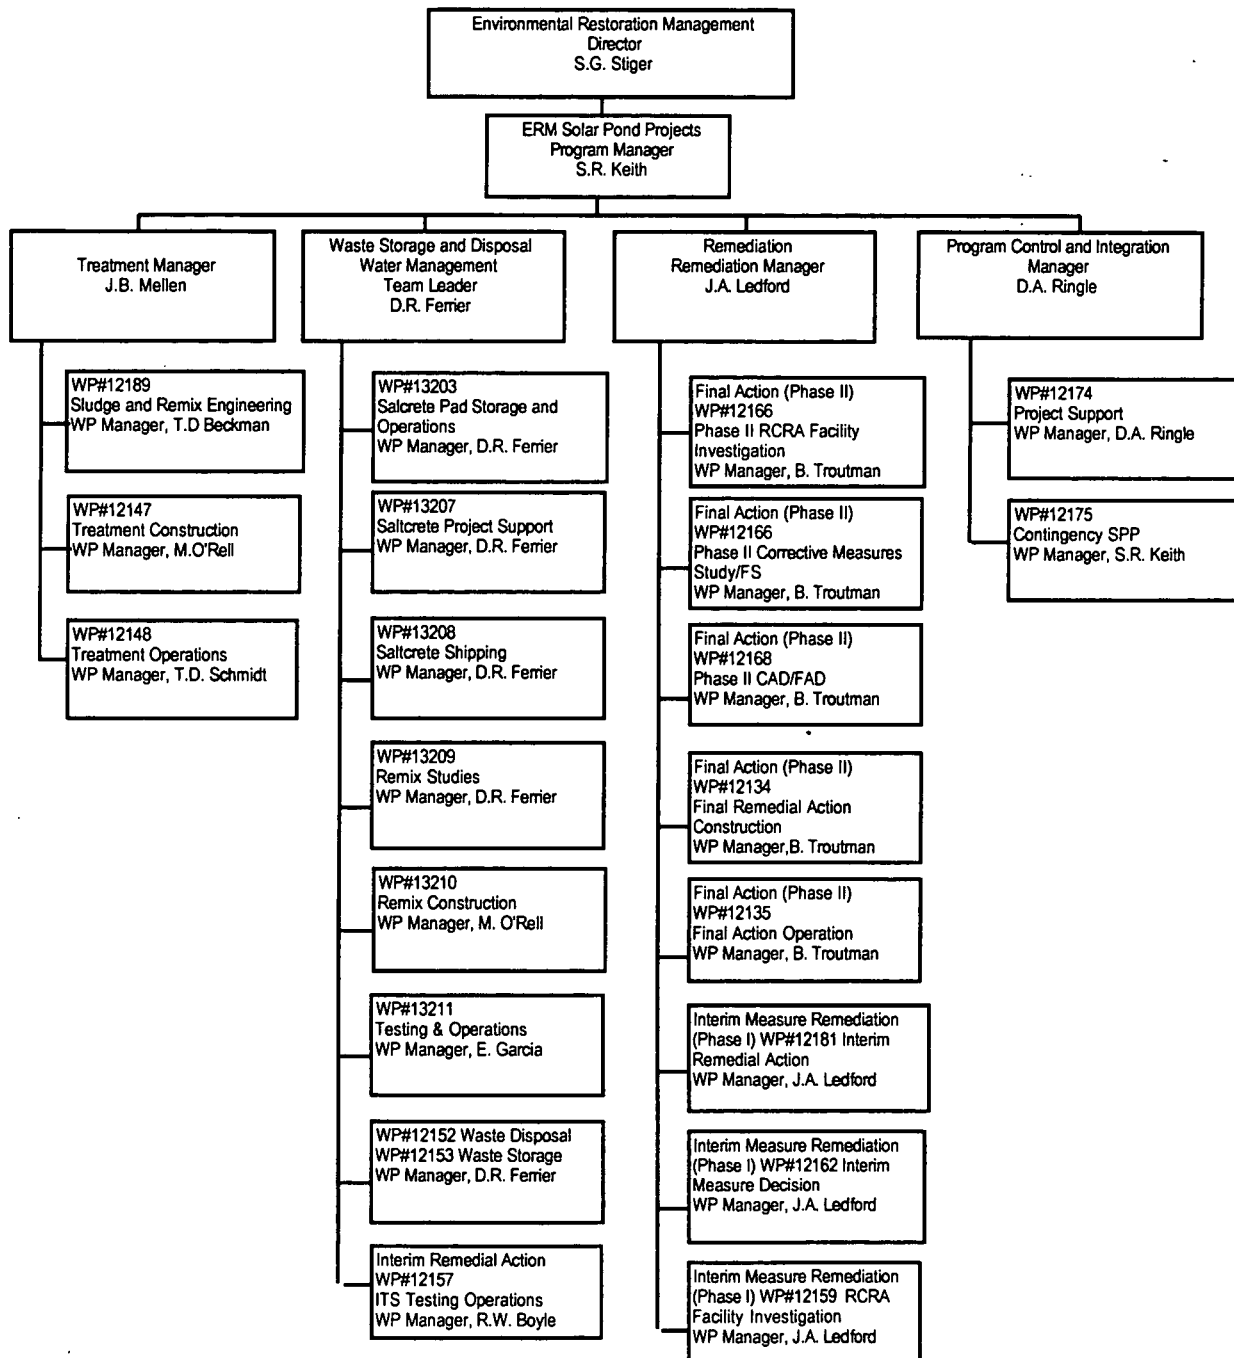 Environmental Restoration Management
Director
S.G. Stiger
ERM Solar Pond Projects
Program Manager
S.R. Keith
Treatment Manager
J.B. Mellen
Waste Storage and Disposal
Water Management
Team Leader
D.R. Ferrier
Remediation
Remediation Manager
J.A. Ledford
Program Control and Integration
Manager
D.A. Ringle
WP#12189
Sludge and Remix Engineering
WP Manager, T.D Beckman
WP#12147
Treatment Construction
WP Manager, M.O'Rell
WP#12148
Treatment Operations
WP Manager, T.D. Schmidt
WP#13203
Salcrete Pad Storage and
Operations
WP Manager, D.R. Ferrier
WP#13207
Saltcrete Project Support
WP Manager, D.R. Ferrier
WP#13208
Saltcrete Shipping
WP Manager, D.R. Ferrier
WP#13209
Remix Studies
WP Manager, D.R. Ferrier
WP#13210
Remix Construction
WP Manager, M. O'Rell
WP#13211
Testing & Operations
WP Manager, E. Garcia
WP#12152 Waste Disposal
WP#12153 Waste Storage
WP Manager, D.R. Ferrier
Interim Remedial Action
WP#12157
ITS Testing Operations
WP Manager, R.W. Boyle
Final Action (Phase II)
WP#12166
Phase II RCRA Facility
Investigation
WP Manager, B. Troutman
Final Action (Phase II)
WP#12166
Phase II Corrective Measures
Study/FS
WP Manager, B. Troutman
Final Action (Phase II)
WP#12168
Phase II CAD/FAD
WP Manager, B. Troutman
Final Action (Phase II)
WP#12134
Final Remedial Action
Construction
WP Manager,B. Troutman
Final Action (Phase II)
WP#12135
Final Action Operation
WP Manager, B. Troutman
Interim Measure Remediation
(Phase I) WP#12181 Interim
Remedial Action
WP Manager, J.A. Ledford
Interim Measure Remediation
(Phase I) WP#12162 Interim
Measure Decision
WP Manager, J.A. Ledford
Interim Measure Remediation
(Phase I) WP#12159 RCRA
Facility Investigation
WP Manager, J.A. Ledford
WP#12174
Project Support
WP Manager, D.A. Ringle
WP#12175
Contingency SPP
WP Manager, S.R. Keith